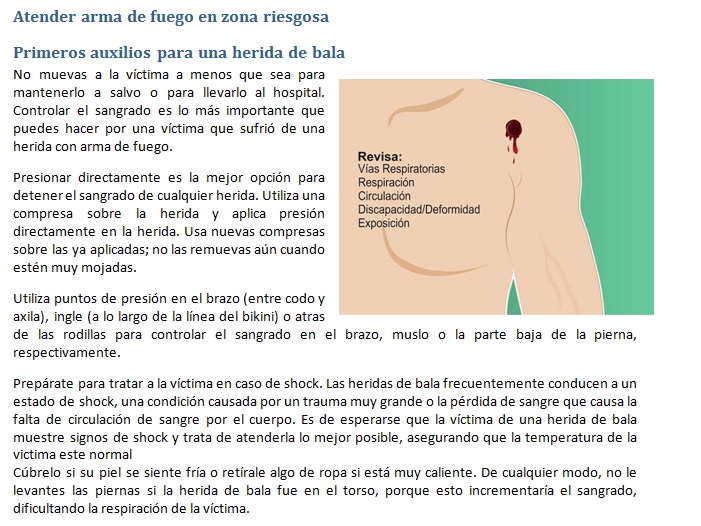 Atender arma de fuego en zona riesgosa
Primeros auxilios para una herida de bala
No muevas a la víctima a menos que sea para
mantenerlo a salvo o para llevarlo al hospital.
Controlar el sangrado es lo más importante que
puedes hacer por una víctima que sufrió de una
herida con arma de fuego.
Presionar directamente es la mejor opción para
detener el sangrado de cualquier herida. Utiliza una
compresa sobre la herida y aplica presión
directamente en la herida. Usa nuevas compresas
sobre las ya aplicadas; no las remuevas aún cuando
estén muy mojadas.
Revisa:
Vías Respiratorias
Respiración
Circulación
Discapacidad/Deformidad
Exposición
Utiliza puntos de presión en el brazo (entre codo y
axila), ingle (a lo largo de la línea del bikini) o atras
de las rodillas para controlar el sangrado en el brazo, muslo o la parte baja de la pierna,
respectivamente.
Prepárate para tratar a la víctima en caso de shock. Las heridas de bala frecuentemente conducen a un
estado de shock, una condición causada por un trauma muy grande o la pérdida de sangre que causa la
falta de circulación de sangre por el cuerpo. Es de esperarse que la víctima de una herida de bala
muestre signos de shock y trata de atenderla lo mejor posible, asegurando que la temperatura de la
victima este normal
Cúbrelo si su piel se siente fría o retírale algo de ropa si está muy caliente. De cualquier modo, no le
levantes las piernas si la herida de bala fue en el torso, porque esto incrementaría el sangrado,
dificultando la respiración de la víctima.